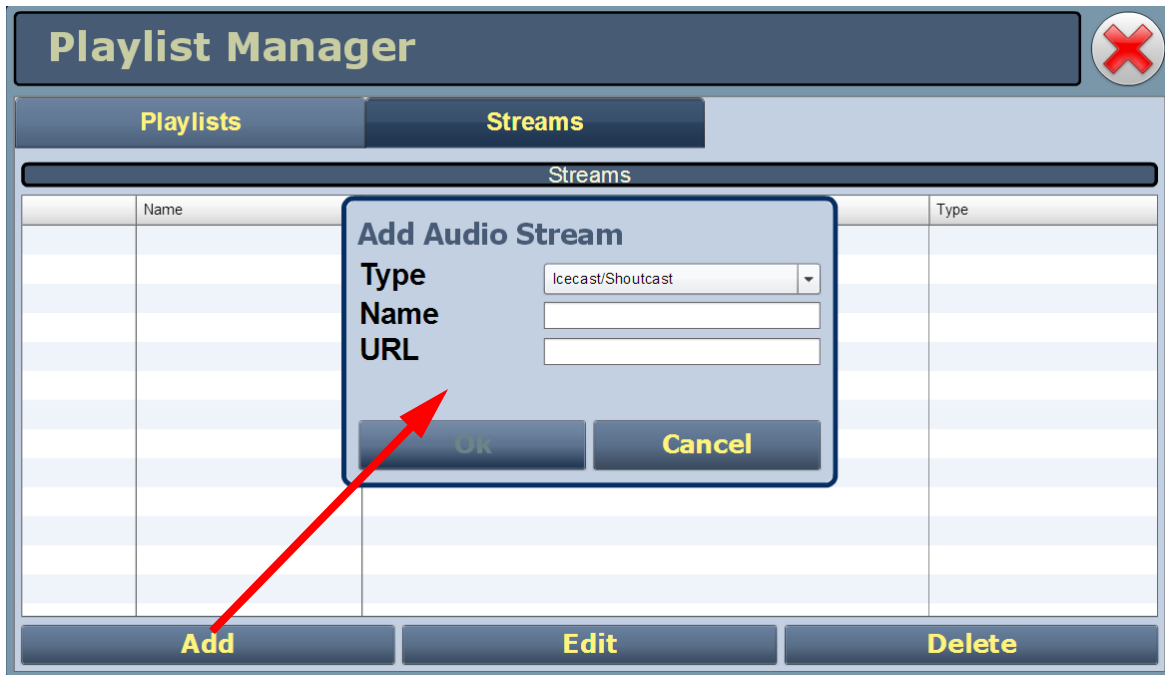 Playlist Manager
Playlists Streams
Streams
Name Type
Add Audio Stream
Type Icecast/Shoutcast
Name
URL
Ok Cancel
Add Edit Delete